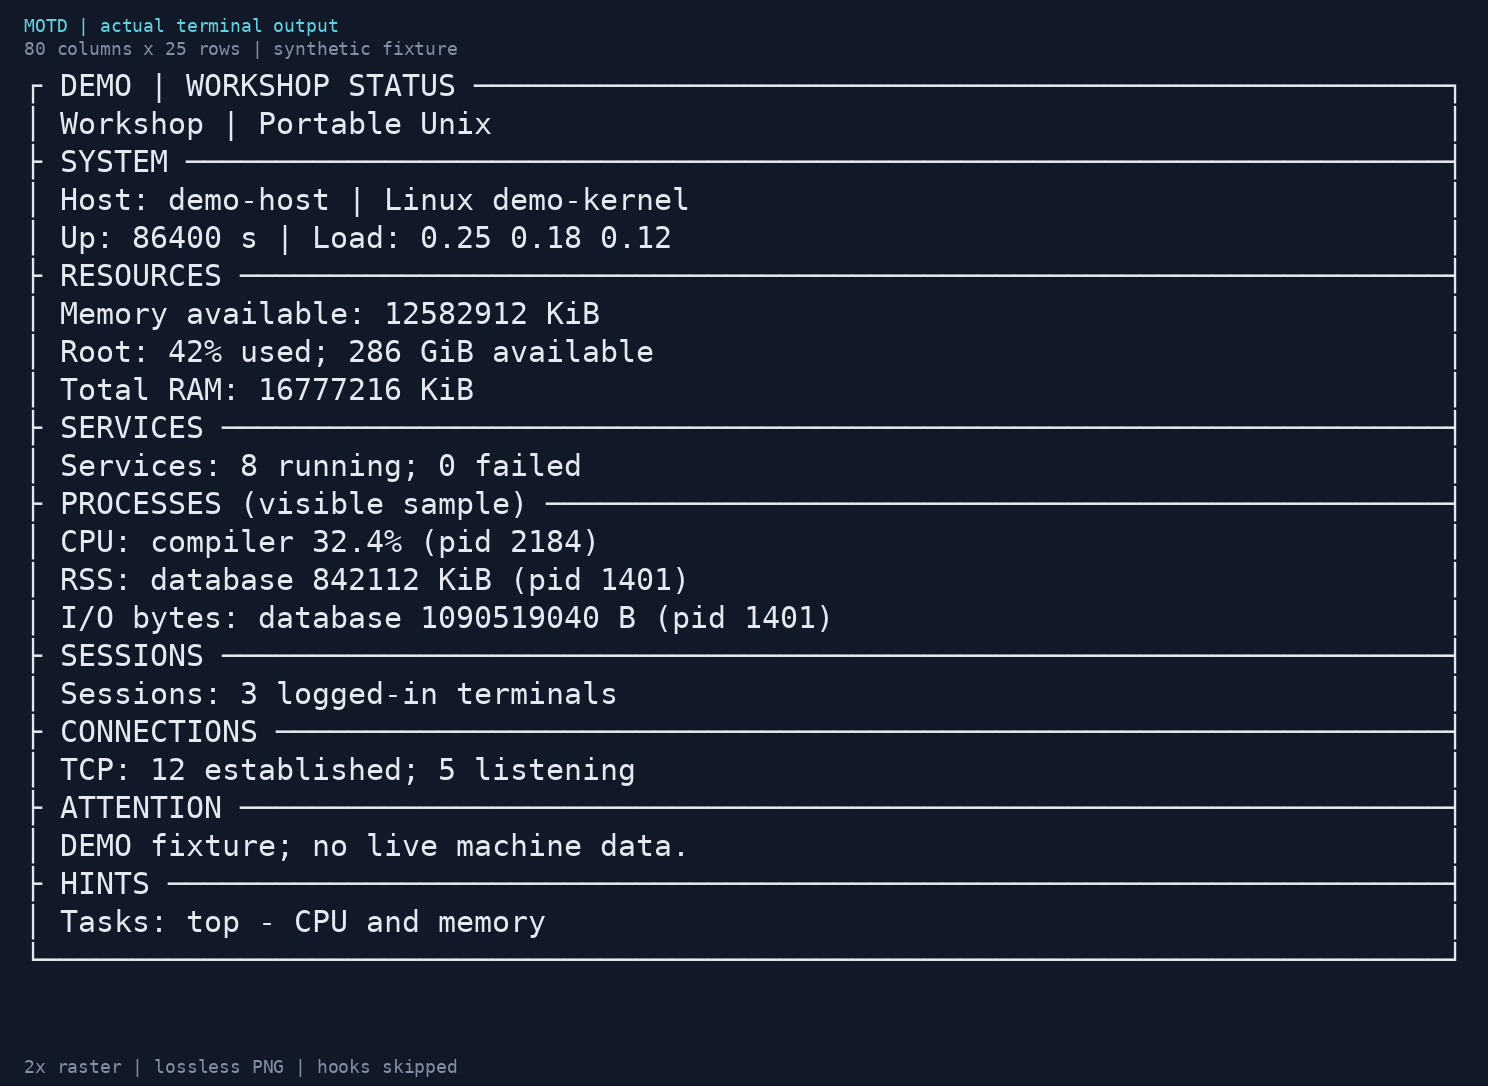 MOTD | actual terminal output
80 columns x 25 rows | synthetic fixture
DEMO | WORKSHOP STATUS
Workshop | Portable Unix
SYSTEM
Host: demo-host | Linux demo-kernel
Up: 86400 s | Load: 0.25 0.18 0.12
RESOURCES
Memory available: 12582912 KiB
Root: 42% used; 286 GiB available
Total RAM: 16777216 KiB
SERVICES
Services: 8 running; 0 failed
PROCESSES (visible sample)
CPU: compiler 32.4% (pid 2184)
RSS: database 842112 KiB (pid 1401)
I/O bytes: database 1090519040 B (pid 1401)
SESSIONS
Sessions: 3 logged-in terminals
CONNECTIONS
TCP: 12 established; 5 listening
ATTENTION
DEMO fixture; no live machine data.
HINTS
Tasks: top - CPU and memory
2x raster | lossless PNG | hooks skipped